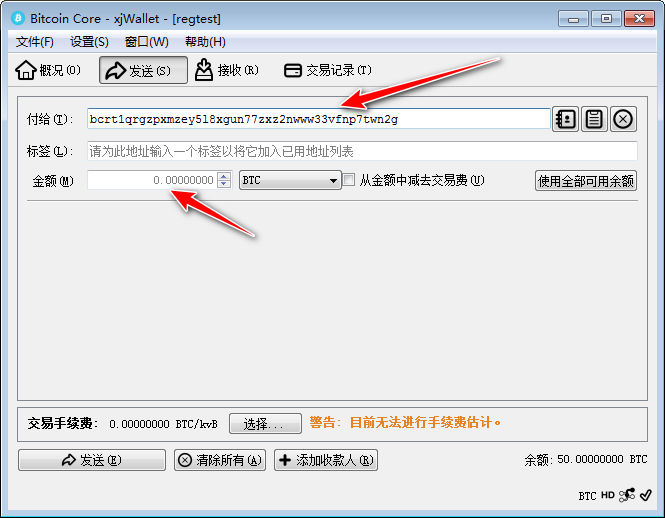 Bitcoin Core - xjWallet - [regtest]
文件(F) 设置(S) 窗口(W) 帮助(H)
概况(O) 发送(S) 接收(R) 交易记录(T)
付给(T): bcrt1qrgzpxmzey5l8xgun77zxz2nwww33vfnp7twn2g
标签(L): 请为此地址输入一个标签以将它加入已用地址列表
金额(M) 0.00000000 BTC 从金额中减去交易费(U) 使用全部可用余额
交易手续费: 0.00000000 BTC/kvB 选择... 警告: 目前无法进行手续费估计。
发送(E) 清除所有(A) 添加收款人(R) 余额: 50.00000000 BTC
BTC HD